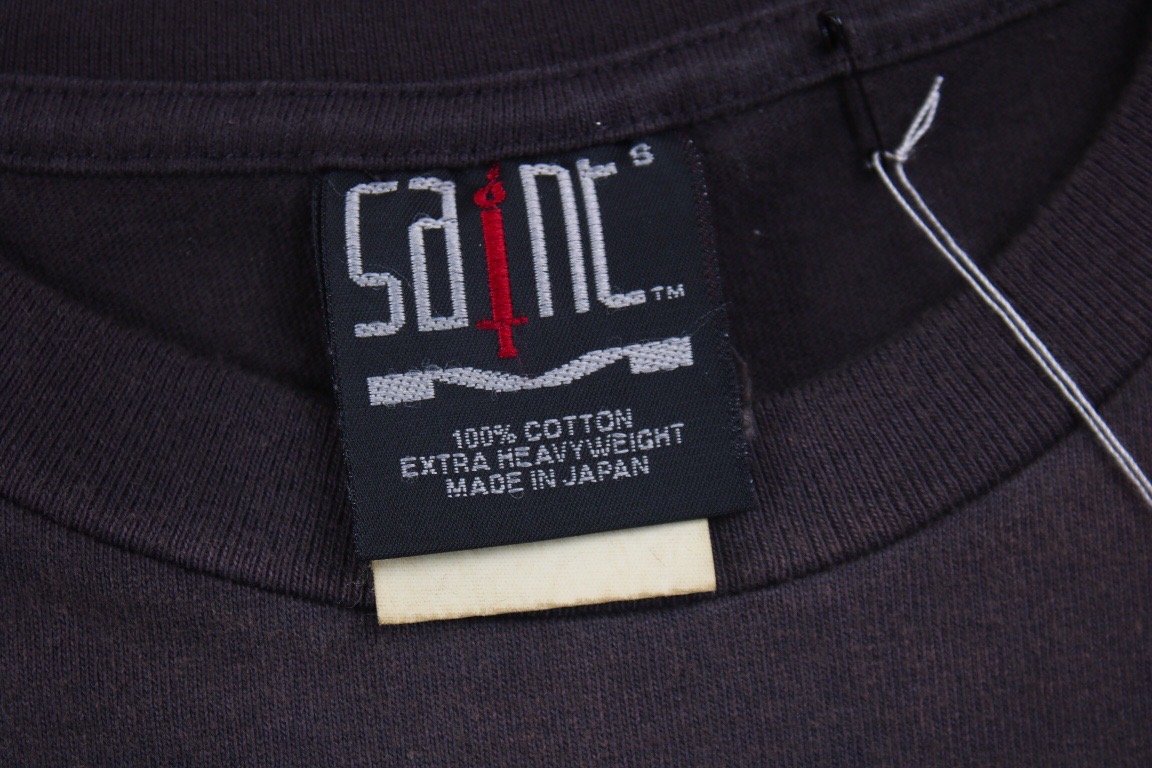 saint s
TM
100% COTTON
EXTRA HEAVYWEIGHT
MADE IN JAPAN